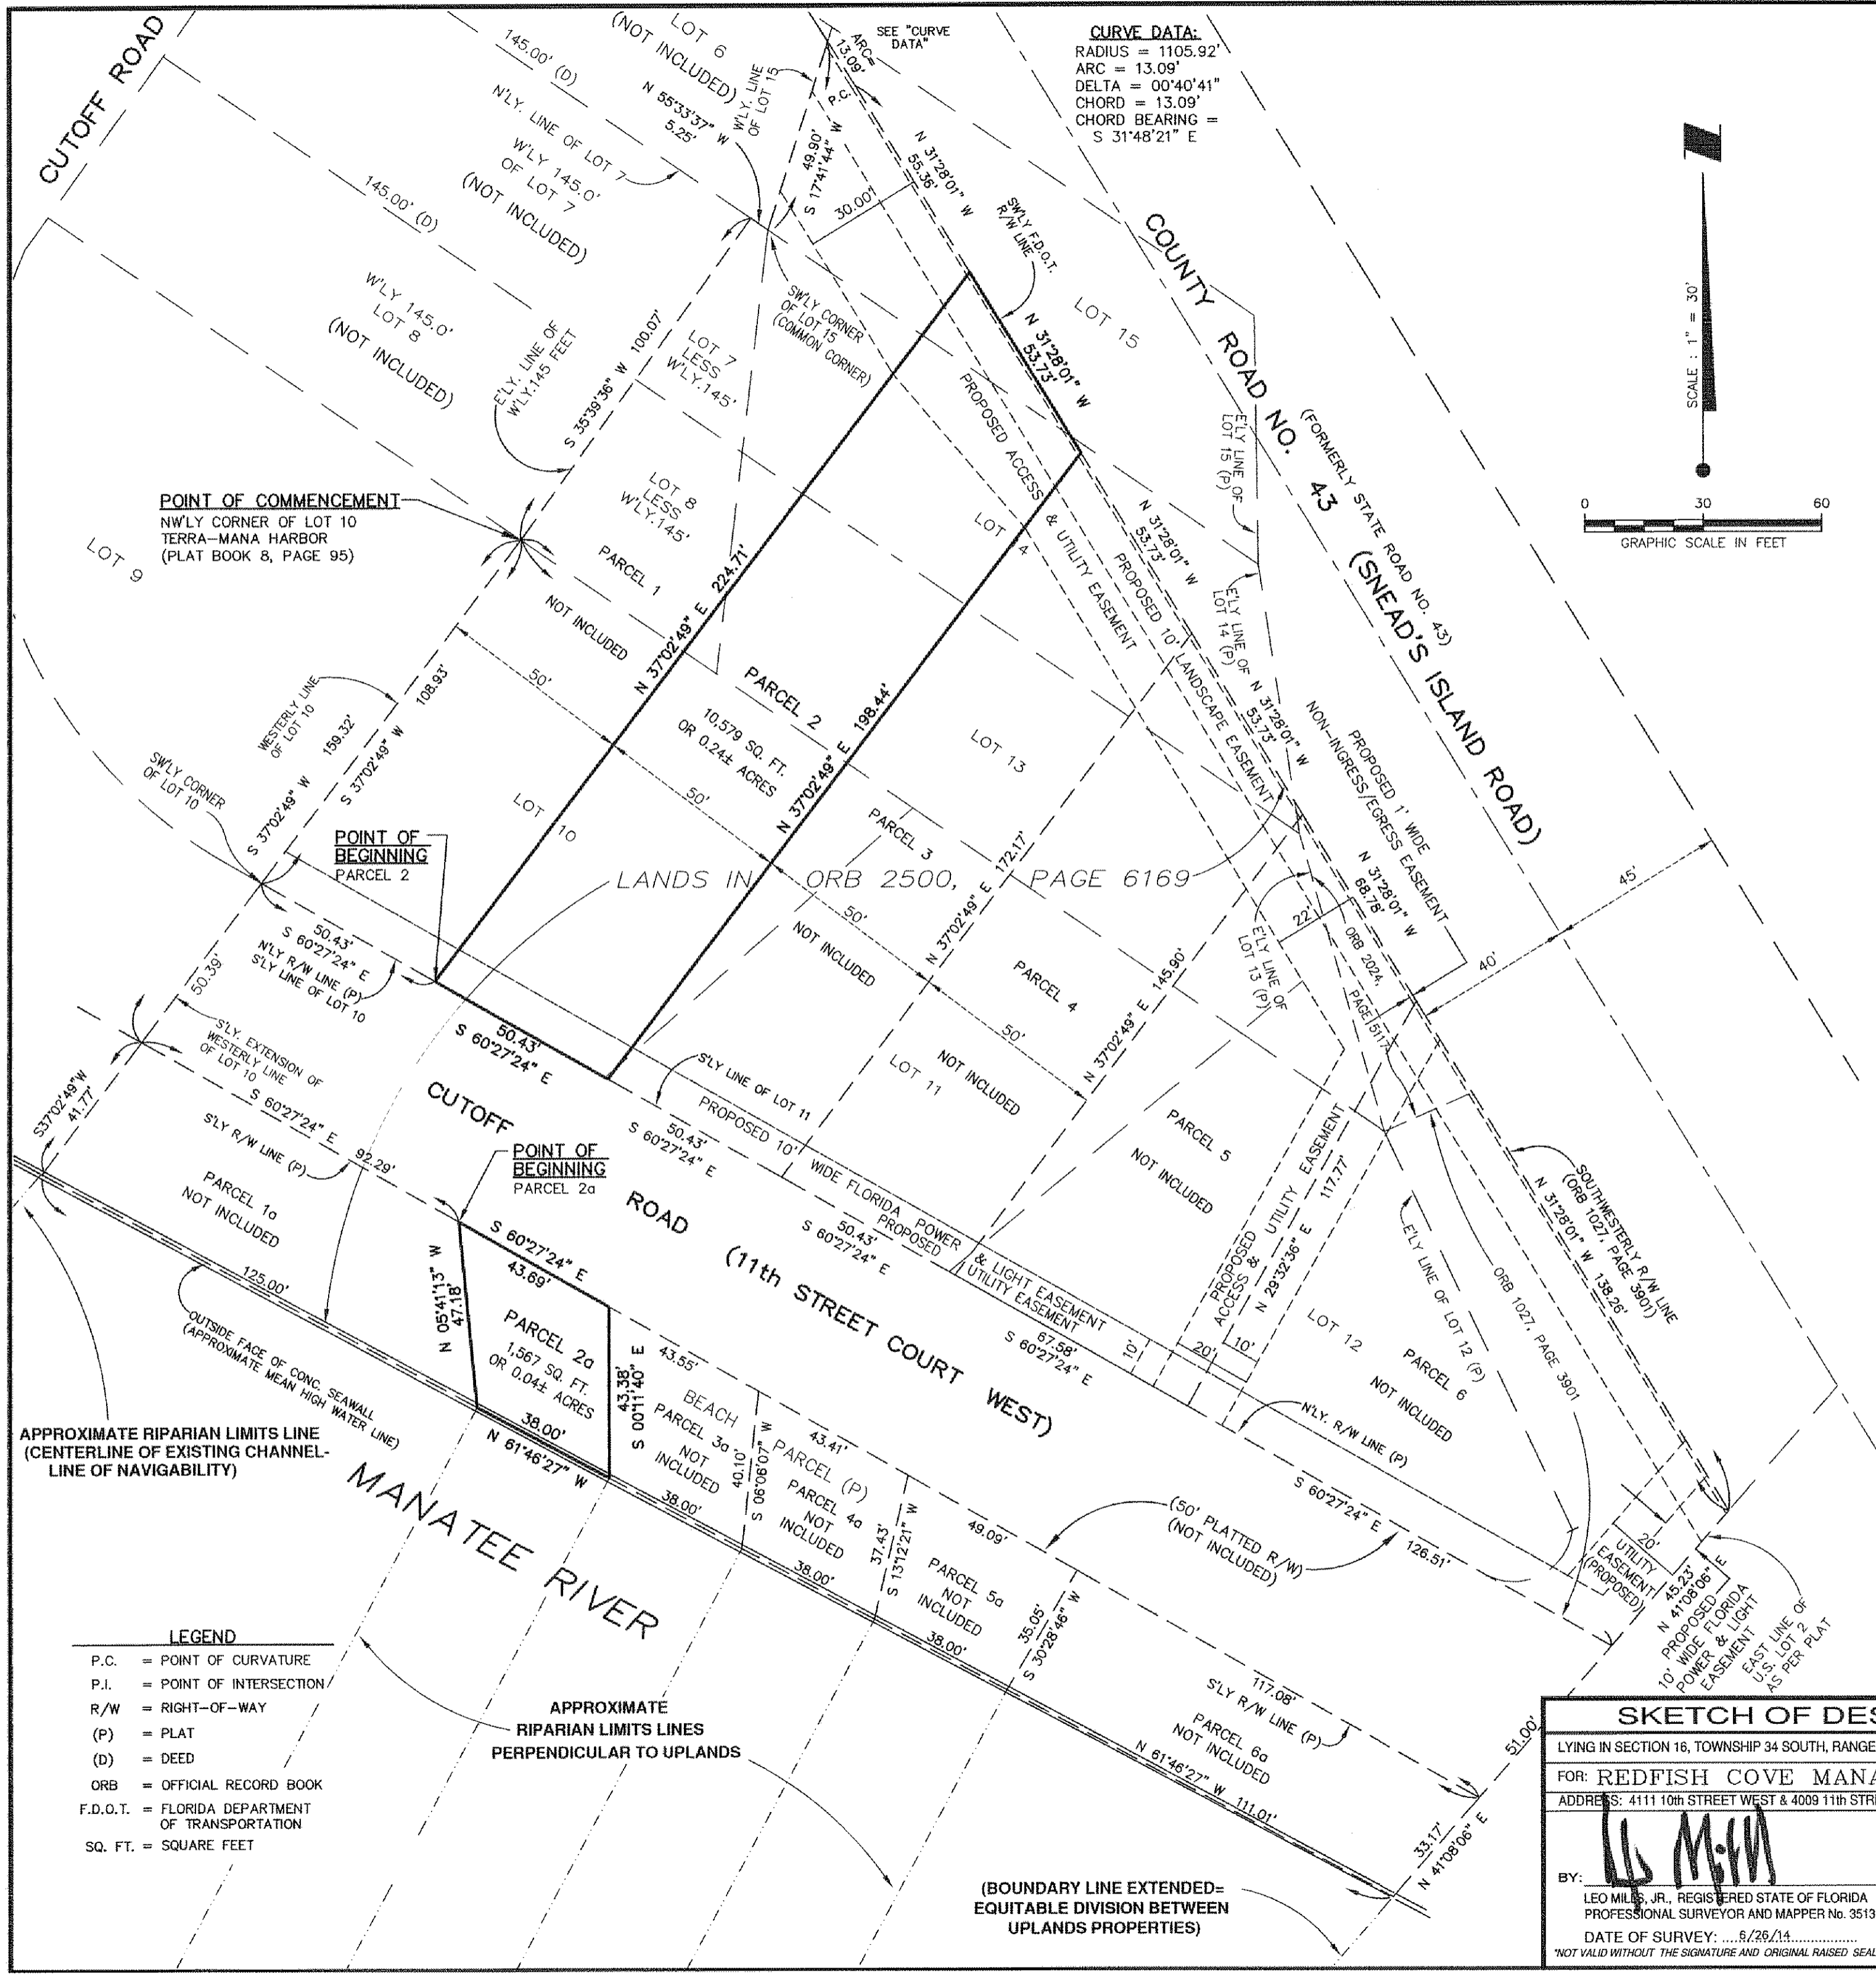 CUTOFF ROAD
145.00' (D)
LOT 6
(NOT INCLUDED)
N 55°33'37" W
5.25'
W'LY. LINE
OF LOT 15
ARC=
13.09'
SEE "CURVE
DATA"
P.C.
CURVE DATA:
RADIUS = 1105.92'
ARC = 13.09'
DELTA = 00°40'41"
CHORD = 13.09'
CHORD BEARING =
S 31°48'21" E
N'LY. LINE OF LOT 7
W'LY 145.0'
OF LOT 7
(NOT INCLUDED)
145.00' (D)
W'LY 145.0'
LOT 8
(NOT INCLUDED)
49.90'
S 17°41'44" W
30.00'
N 31°28'01" W
55.36'
SW'LY F.D.O.T.
R/W LINE
LOT 15
COUNTY ROAD NO. 43
(FORMERLY STATE ROAD NO. 43)
(SNEAD'S ISLAND ROAD)
SCALE : 1" = 30'
0 30 60
GRAPHIC SCALE IN FEET
SW'LY CORNER
OF LOT 15
(COMMON CORNER)
E'LY. LINE OF
W'LY.145 FEET
S 35°39'36" W 100.07'
LOT 7
LESS
W'LY.145'
LOT 8
LESS
W'LY.145'
N 31°28'01" W
53.73'
PROPOSED ACCESS
& UTILITY EASEMENT
LOT 14
N 31°28'01" W
53.73'
PROPOSED 10' LANDSCAPE EASEMENT
E'LY LINE OF
LOT 15 (P)
E'LY LINE OF
LOT 14 (P)
POINT OF COMMENCEMENT
NW'LY CORNER OF LOT 10
TERRA-MANA HARBOR
(PLAT BOOK 8, PAGE 95)
LOT 9
PARCEL 1
NOT INCLUDED
N 37°02'49" E 224.71'
50'
PARCEL 2
10,579 SQ. FT.
OR 0.24± ACRES
N 37°02'49" E 198.44'
50'
LOT 13
N 31°28'01" W
53.73'
PROPOSED 1' WIDE
NON-INGRESS/EGRESS EASEMENT
WESTERLY LINE
OF LOT 10
S 37°02'49" W 159.32'
S 37°02'49" W 108.93'
SW'LY CORNER
OF LOT 10
LOT 10
POINT OF
BEGINNING
PARCEL 2
PARCEL 3
LANDS IN ORB 2500, PAGE 6169
50'
NOT INCLUDED
N 37°02'49" E 172.17'
PARCEL 4
50'
NOT INCLUDED
N 37°02'49" E 145.90'
LOT 11
22'
E'LY LINE OF
LOT 13 (P)
ORB 2024,
PAGE 5117
N 31°28'01" W
68.78'
40'
45'
50.39'
50.43'
S 60°27'24" E
N'LY R/W LINE (P)
S'LY LINE OF LOT 10
S'LY. EXTENSION OF
WESTERLY LINE
OF LOT 10
S 60°27'24" E
S'LY R/W LINE (P)
92.29'
S37°02'49"W
41.77'
50.43'
S 60°27'24" E
S'LY LINE OF LOT 11
50.43'
S 60°27'24" E
PROPOSED 10' WIDE FLORIDA POWER
& LIGHT EASEMENT
PROPOSED
UTILITY EASEMENT
50.43'
S 60°27'24" E
67.58'
S 60°27'24" E
10'
20'
10'
PARCEL 5
NOT INCLUDED
PROPOSED
ACCESS & UTILITY EASEMENT
N 29°32'36" E 117.77'
LOT 12
PARCEL 6
NOT INCLUDED
E'LY LINE OF LOT 12 (P)
ORB 1027, PAGE 3901
SOUTHWESTERLY R/W LINE
(ORB 1027, PAGE 3901)
N 31°28'01" W 138.26'
CUTOFF ROAD (11th STREET COURT WEST)
POINT OF
BEGINNING
PARCEL 2a
PARCEL 1a
NOT INCLUDED
125.00'
OUTSIDE FACE OF CONC. SEAWALL
(APPROXIMATE MEAN HIGH WATER LINE)
N 05°41'13" W
47.18'
S 60°27'24" E
43.69'
PARCEL 2a
1,567 SQ. FT.
OR 0.04± ACRES
38.00'
N 61°46'27" W
43.38'
S 00°11'40" E
43.55'
BEACH PARCEL (P)
PARCEL 3a
NOT
INCLUDED
38.00'
40.10'
S 06°06'07" W
43.41'
PARCEL 4a
NOT
INCLUDED
38.00'
37.43'
S 13°12'21" W
49.09'
PARCEL 5a
NOT
INCLUDED
38.00'
35.05'
S 30°28'46" W
(50' PLATTED R/W)
(NOT INCLUDED)
N'LY. R/W LINE (P)
S 60°27'24" E
126.51'
20'
UTILITY
EASEMENT
(PROPOSED)
45.23'
N 41°08'06" E
PROPOSED
10' WIDE FLORIDA
POWER & LIGHT
EASEMENT
EAST LINE OF
U.S. LOT 2
AS PER PLAT
APPROXIMATE RIPARIAN LIMITS LINE
(CENTERLINE OF EXISTING CHANNEL-
LINE OF NAVIGABILITY)
MANATEE RIVER
117.08'
S'LY R/W LINE (P)
PARCEL 6a
NOT INCLUDED
N 61°46'27" W 111.01'
51.00'
33.17'
N 41°08'06" E
LEGEND
P.C. = POINT OF CURVATURE
P.I. = POINT OF INTERSECTION
R/W = RIGHT-OF-WAY
(P) = PLAT
(D) = DEED
ORB = OFFICIAL RECORD BOOK
F.D.O.T. = FLORIDA DEPARTMENT
OF TRANSPORTATION
SQ. FT. = SQUARE FEET
APPROXIMATE
RIPARIAN LIMITS LINES
PERPENDICULAR TO UPLANDS
(BOUNDARY LINE EXTENDED=
EQUITABLE DIVISION BETWEEN
UPLANDS PROPERTIES)
SKETCH OF DES
LYING IN SECTION 16, TOWNSHIP 34 SOUTH, RANGE
FOR: REDFISH COVE MANA
ADDRESS: 4111 10th STREET WEST & 4009 11th STRE
BY:
LEO MILLS, JR., REGISTERED STATE OF FLORIDA
PROFESSIONAL SURVEYOR AND MAPPER No. 3513
DATE OF SURVEY: ....6/26/14................
*NOT VALID WITHOUT THE SIGNATURE AND ORIGINAL RAISED SEAL